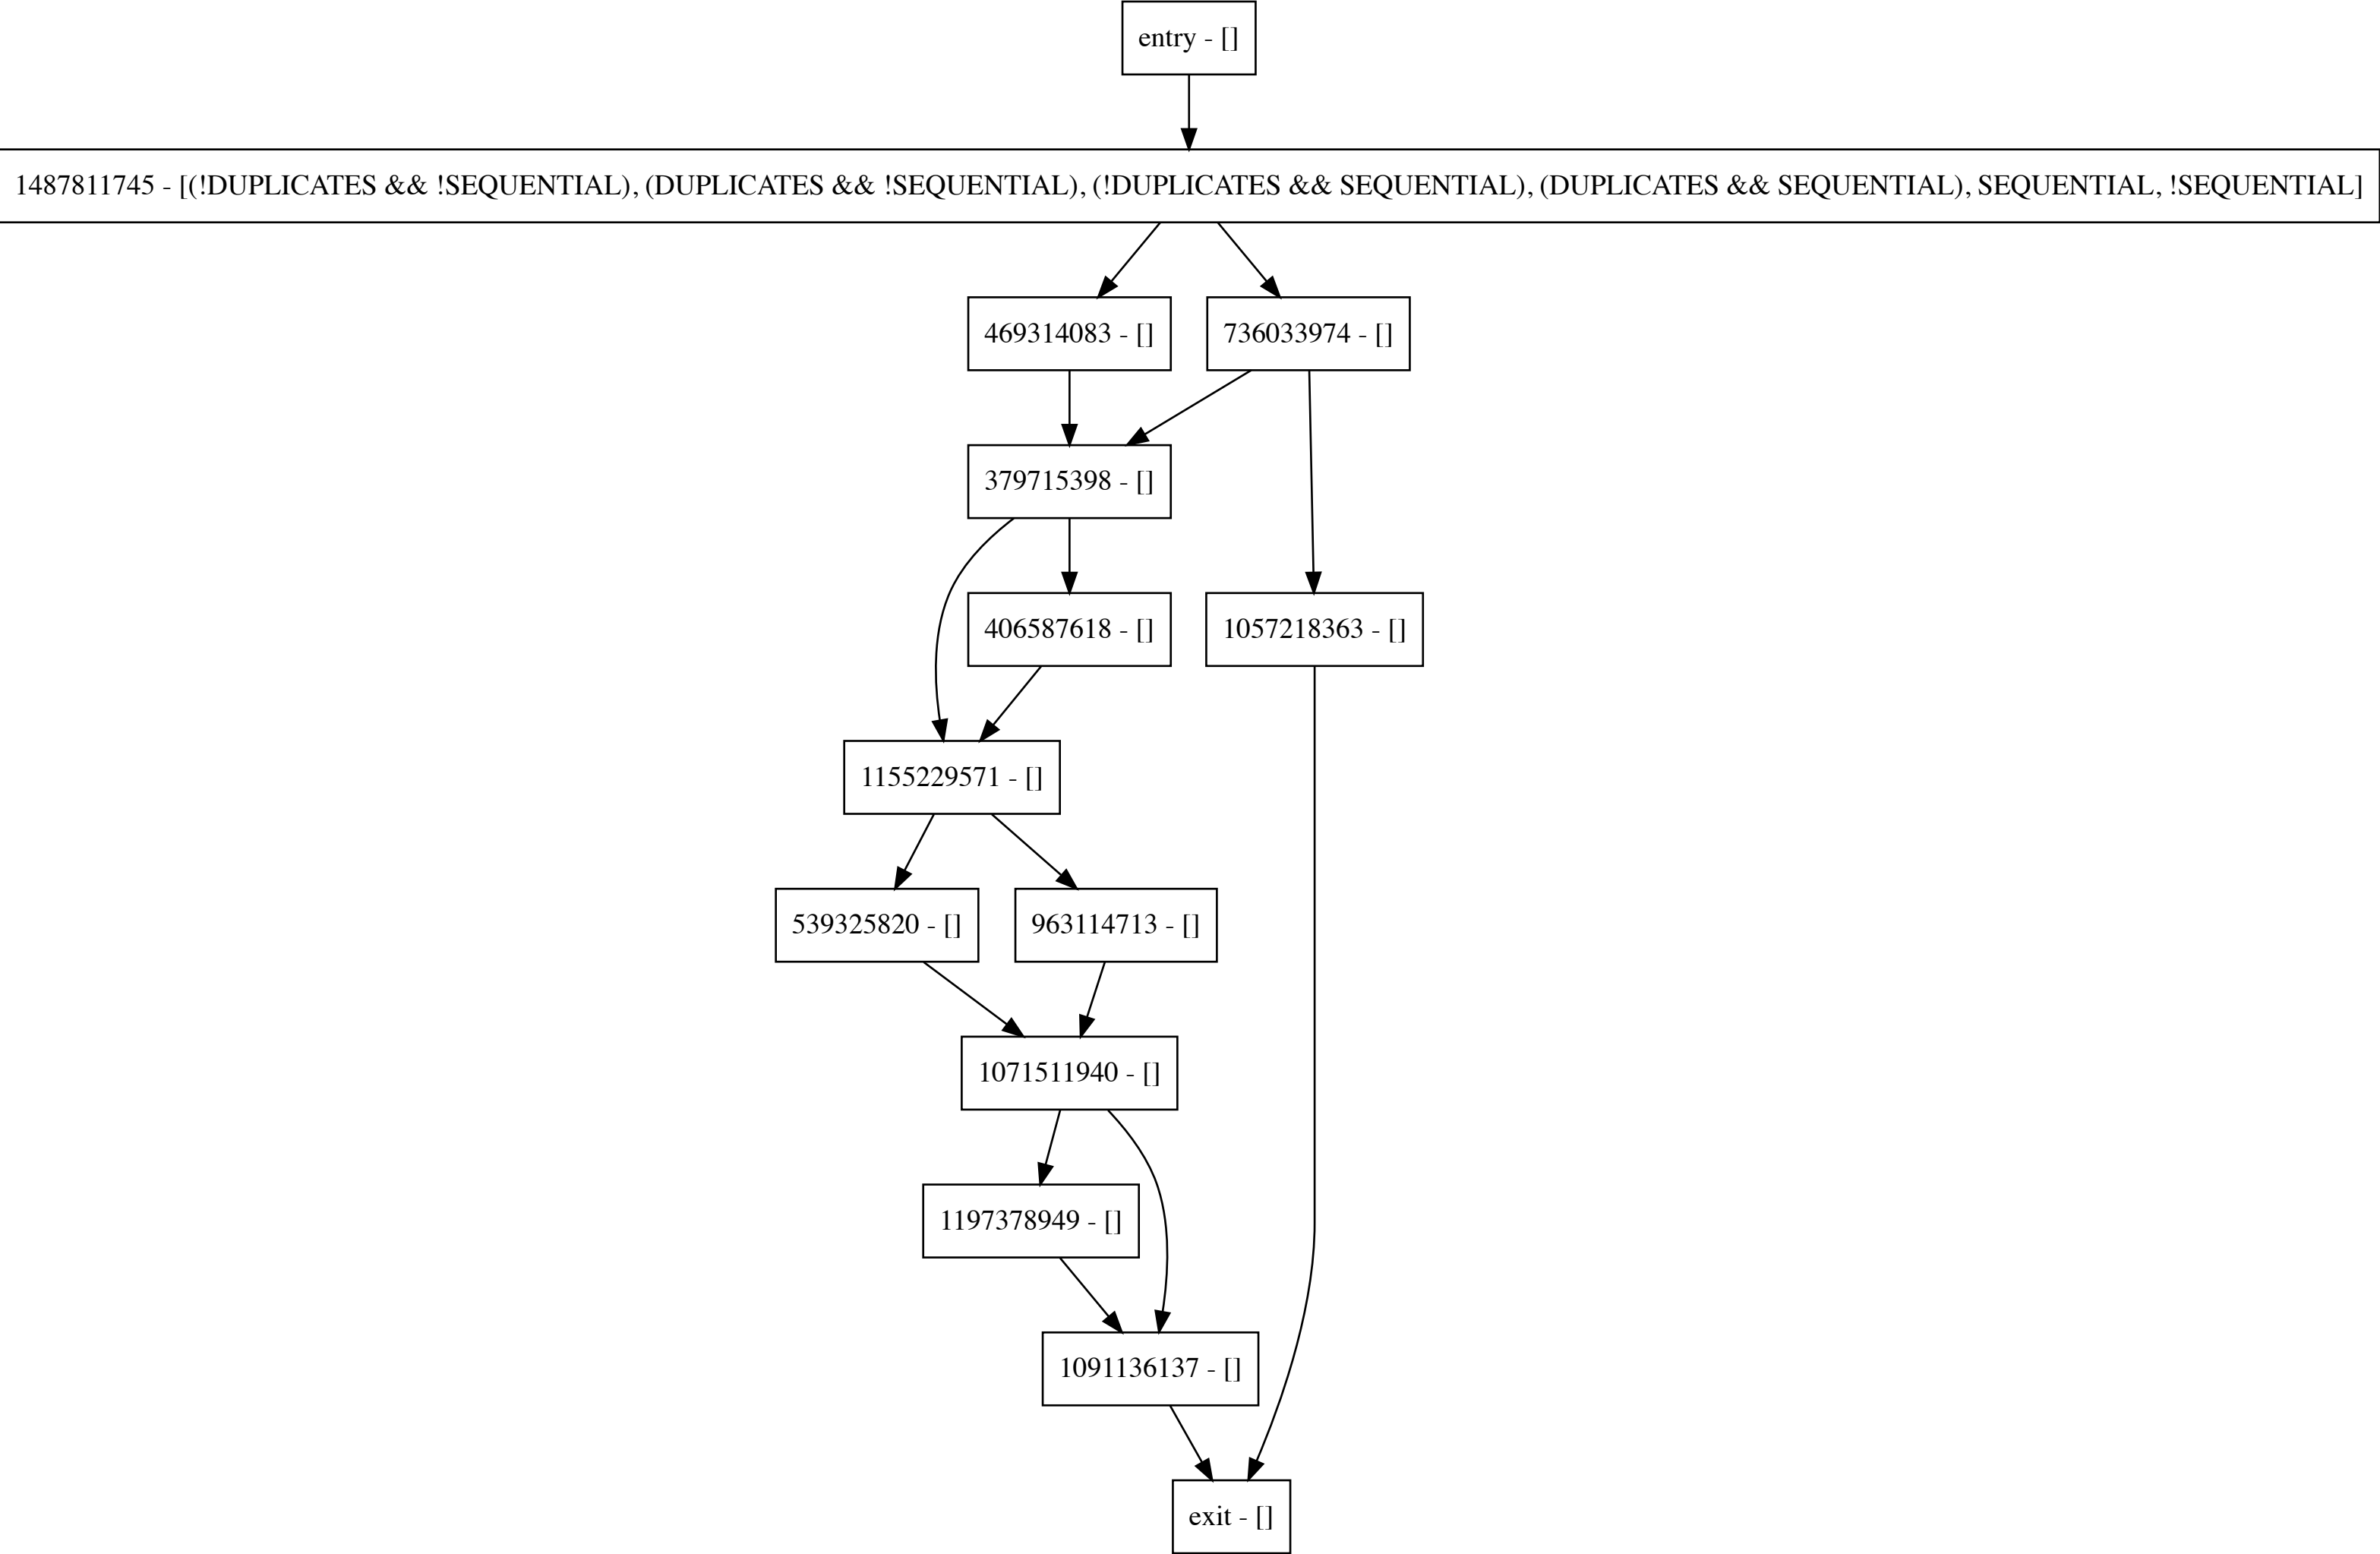 entry - []
1487811745 - [(!DUPLICATES && !SEQUENTIAL), (DUPLICATES && !SEQUENTIAL), (!DUPLICATES && SEQUENTIAL), (DUPLICATES && SEQUENTIAL), SEQUENTIAL, !SEQUENTIAL]
469314083 - []
736033974 - []
379715398 - []
406587618 - []
1057218363 - []
1155229571 - []
539325820 - []
963114713 - []
1071511940 - []
1197378949 - []
1091136137 - []
exit - []